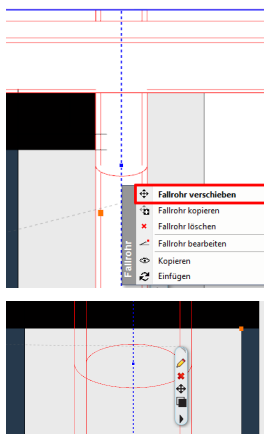 Fallrohr verschieben
Fallrohr kopieren
Fallrohr löschen
Fallrohr bearbeiten
Kopieren
Einfügen
Fallrohr